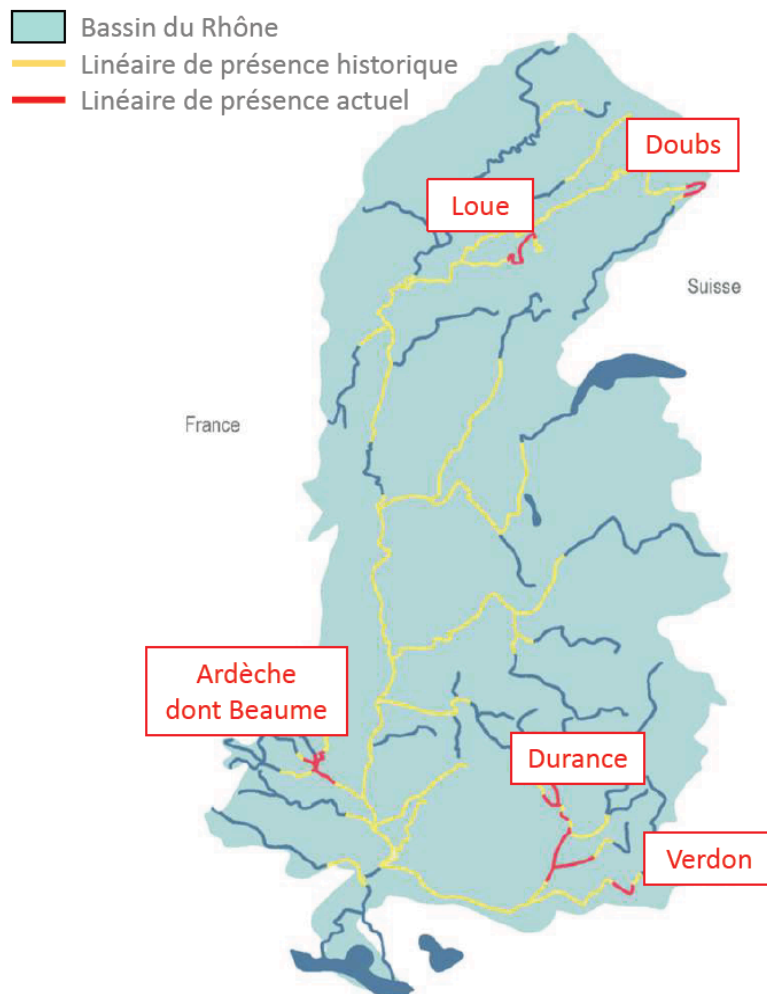 Bassin du Rhône
Linéaire de présence historique
Linéaire de présence actuel
Doubs
Loue
Suisse
France
Ardèche
dont Beaume
Durance
Verdon